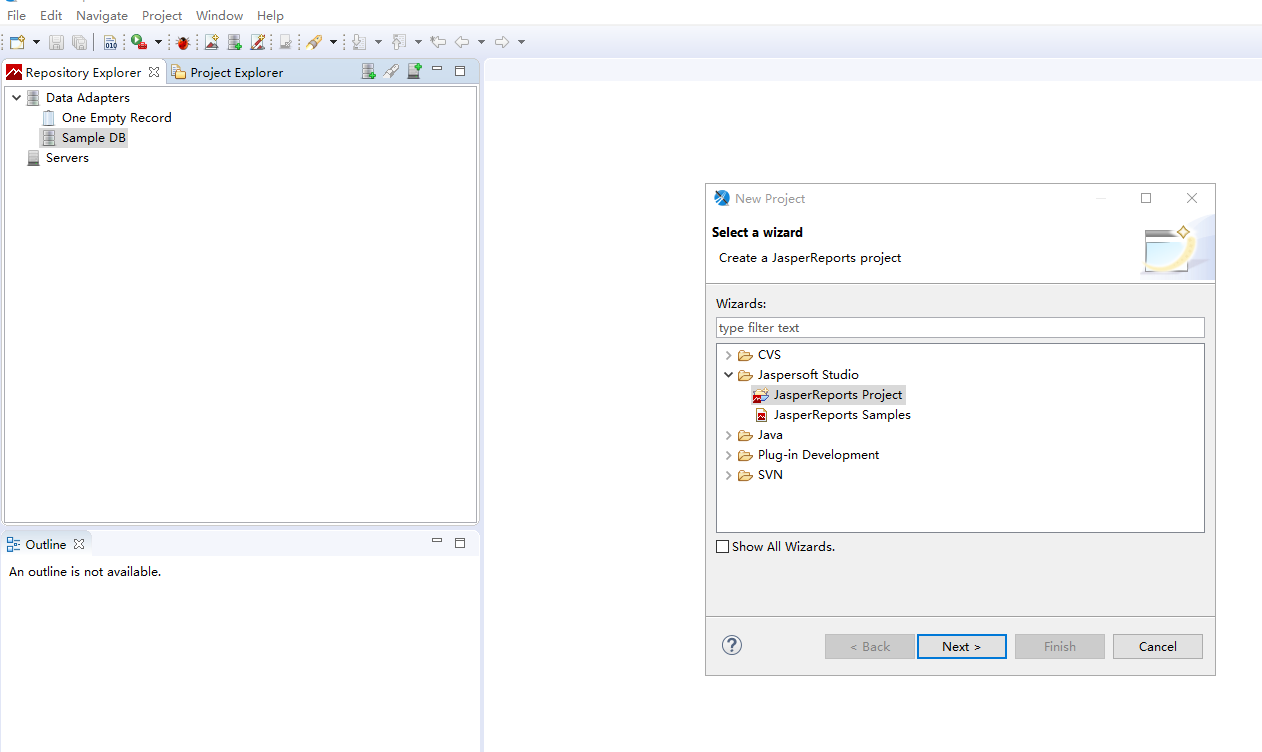 File Edit Navigate Project Window Help
010
Repository Explorer Project Explorer
Data Adapters
One Empty Record
Sample DB
Servers
Outline
An outline is not available.
New Project
Select a wizard
Create a JasperReports project
Wizards:
type filter text
CVS
Jaspersoft Studio
JasperReports Project
JasperReports Samples
Java
Plug-in Development
SVN
Show All Wizards.
?
< Back Next > Finish Cancel